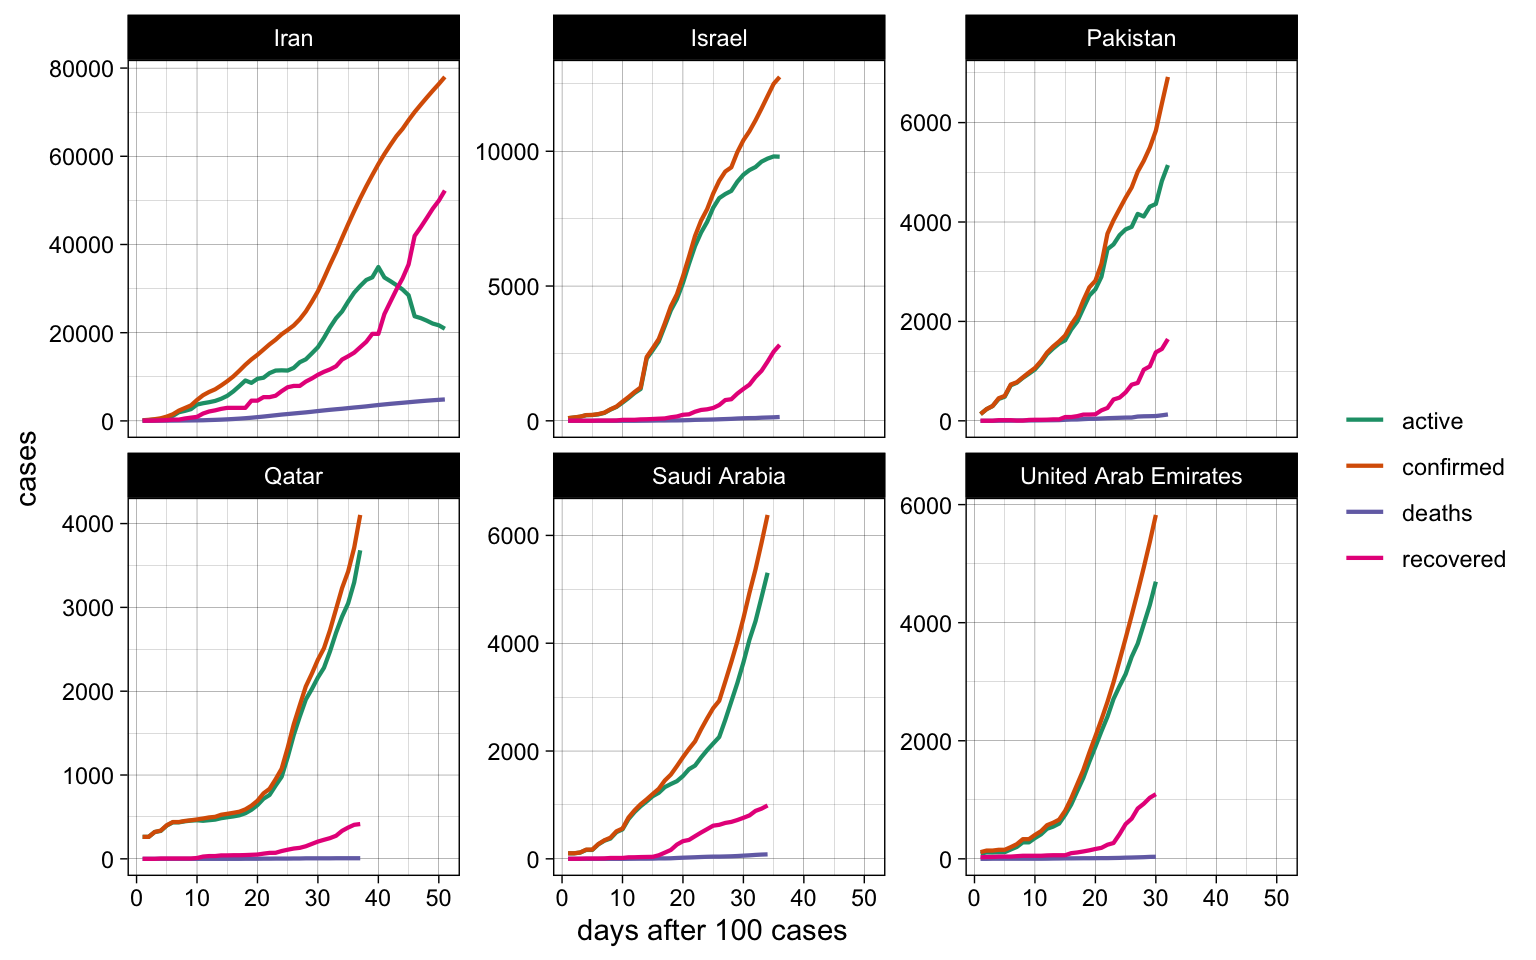 Iran
Israel
Pakistan
80000
60000
40000
20000
0
10000
5000
0
6000
4000
2000
0
Qatar
Saudi Arabia
United Arab Emirates
4000
3000
2000
1000
0
6000
4000
2000
0
6000
4000
2000
0
0 10 20 30 40 50
0 10 20 30 40 50
0 10 20 30 40 50
days after 100 cases
cases
active
confirmed
deaths
recovered